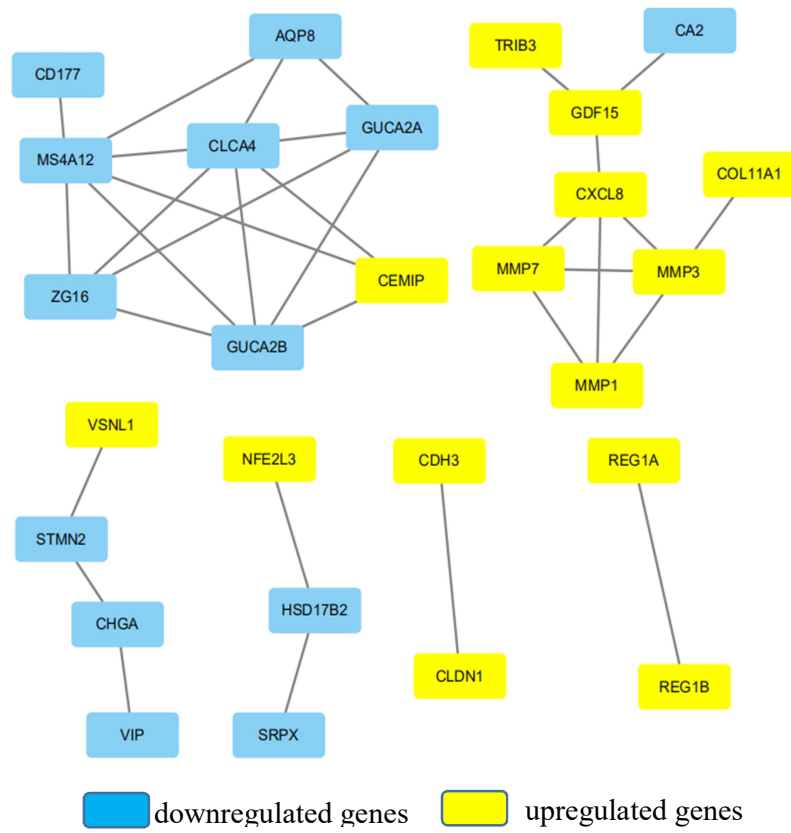 AQP8
TRIB3
CA2
CD177
GDF15
GUCA2A
CLCA4
MS4A12
COL11A1
CXCL8
MMP7
MMP3
CEMIP
ZG16
GUCA2B
MMP1
VSNL1
NFE2L3
CDH3
REG1A
STMN2
HSD17B2
CHGA
CLDN1
REG1B
VIP
SRPX
downregulated genes
upregulated genes